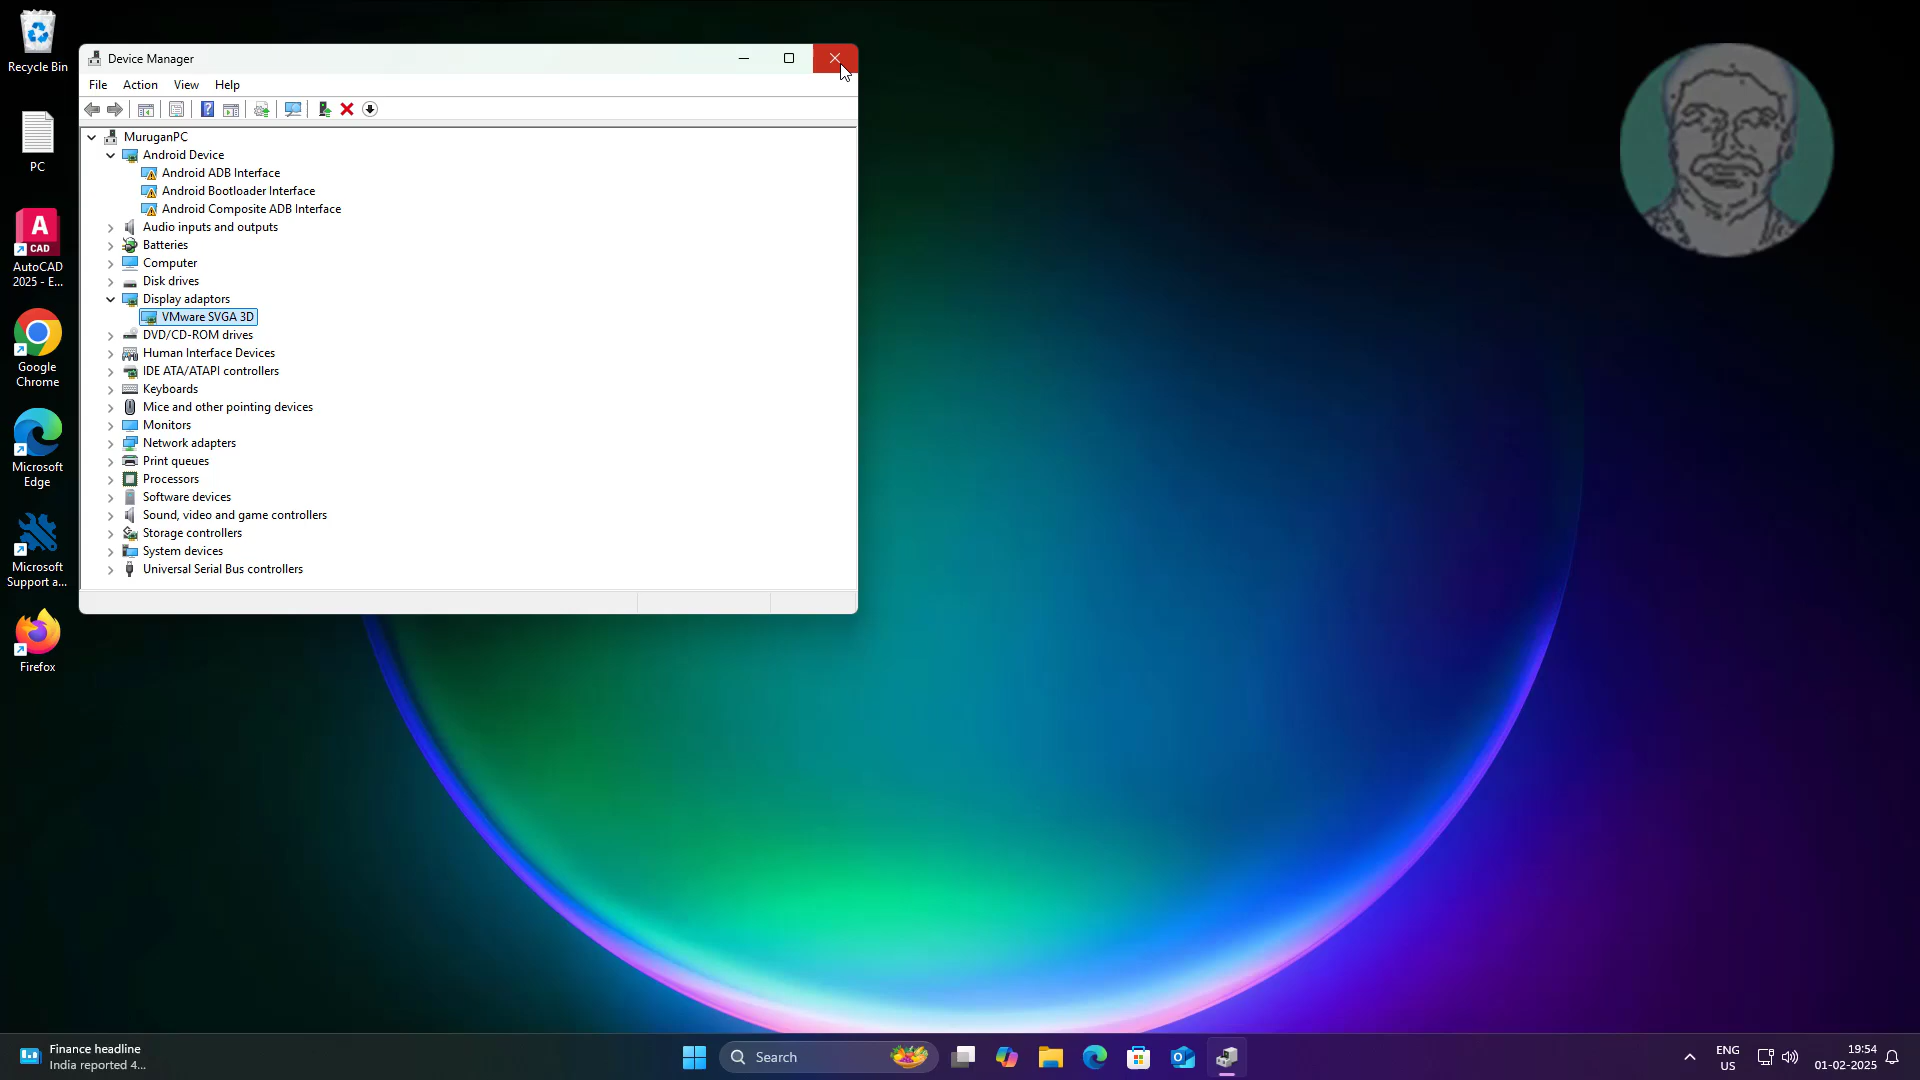 Recycle Bin
PC
A
CAD
AutoCAD
2025 - E...
Google
Chrome
Microsoft
Edge
Microsoft
Support a...
Firefox
Device Manager
File Action View Help
MuruganPC
Android Device
Android ADB Interface
Android Bootloader Interface
Android Composite ADB Interface
Audio inputs and outputs
Batteries
Computer
Disk drives
Display adaptors
VMware SVGA 3D
DVD/CD-ROM drives
Human Interface Devices
IDE ATA/ATAPI controllers
Keyboards
Mice and other pointing devices
Monitors
Network adapters
Print queues
Processors
Software devices
Sound, video and game controllers
Storage controllers
System devices
Universal Serial Bus controllers
Finance headline
India reported 4...
Search
ENG
US
19:54
01-02-2025